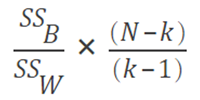 SS_B / SS_W × (N-k) / (k-1)